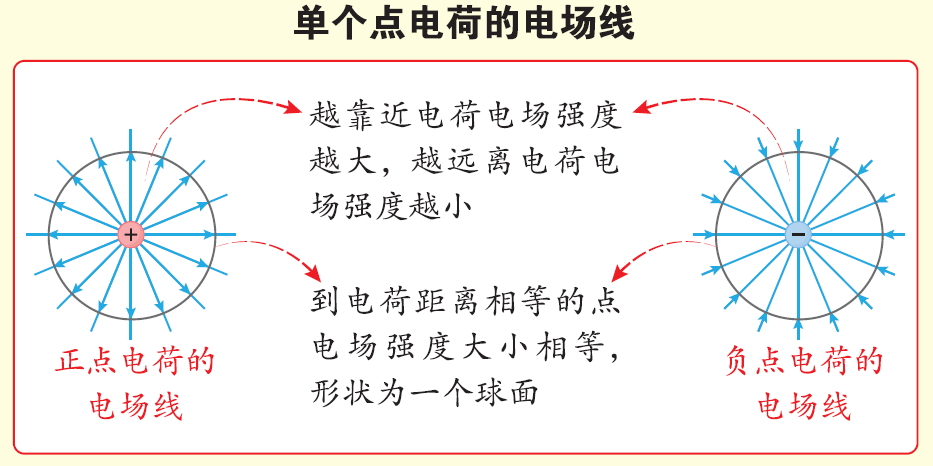 单个点电荷的电场线
越靠近电荷电场强度
越大，越远离电荷电
场强度越小
+
-
到电荷距离相等的点
电场强度大小相等，
形状为一个球面
正点电荷的
电场线
负点电荷的
电场线